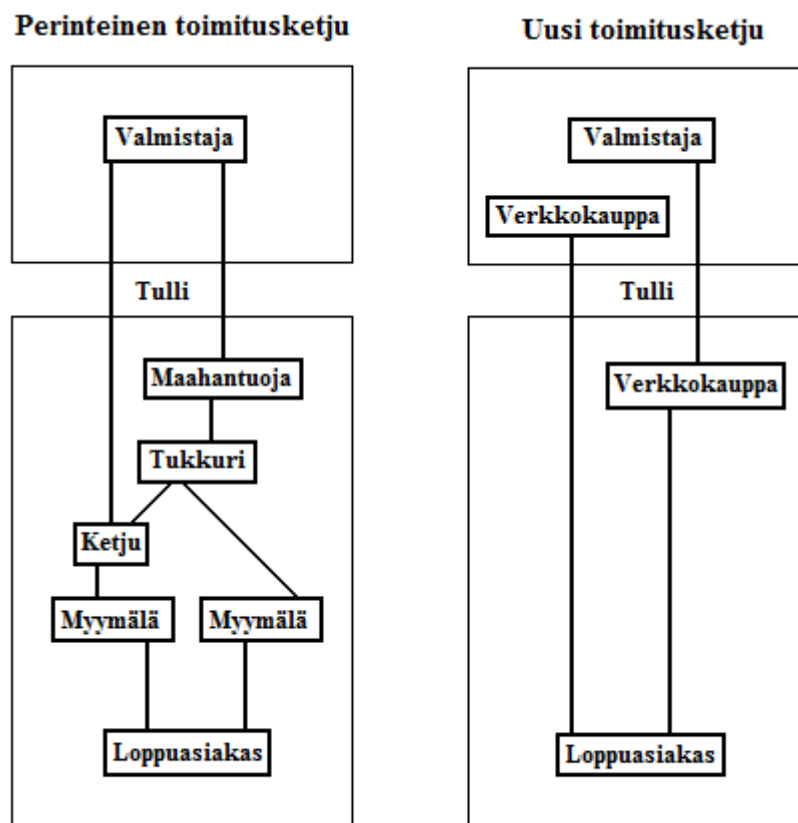 Perinteinen toimitusketju
Valmistaja
Tulli
Maahantuoja
Tukkuri
Ketju
Myymälä
Myymälä
Loppuasiakas
Uusi toimitusketju
Valmistaja
Verkkokauppa
Tulli
Verkkokauppa
Loppuasiakas